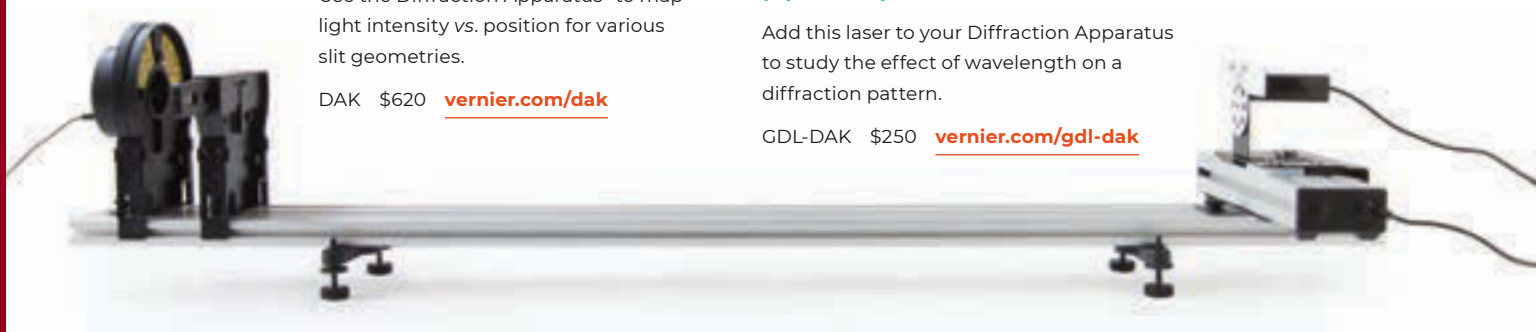 light intensity vs. position for various
slit geometries.
DAK $620 vernier.com/dak
Add this laser to your Diffraction Apparatus
to study the effect of wavelength on a
diffraction pattern.
GDL-DAK $250 vernier.com/gdl-dak